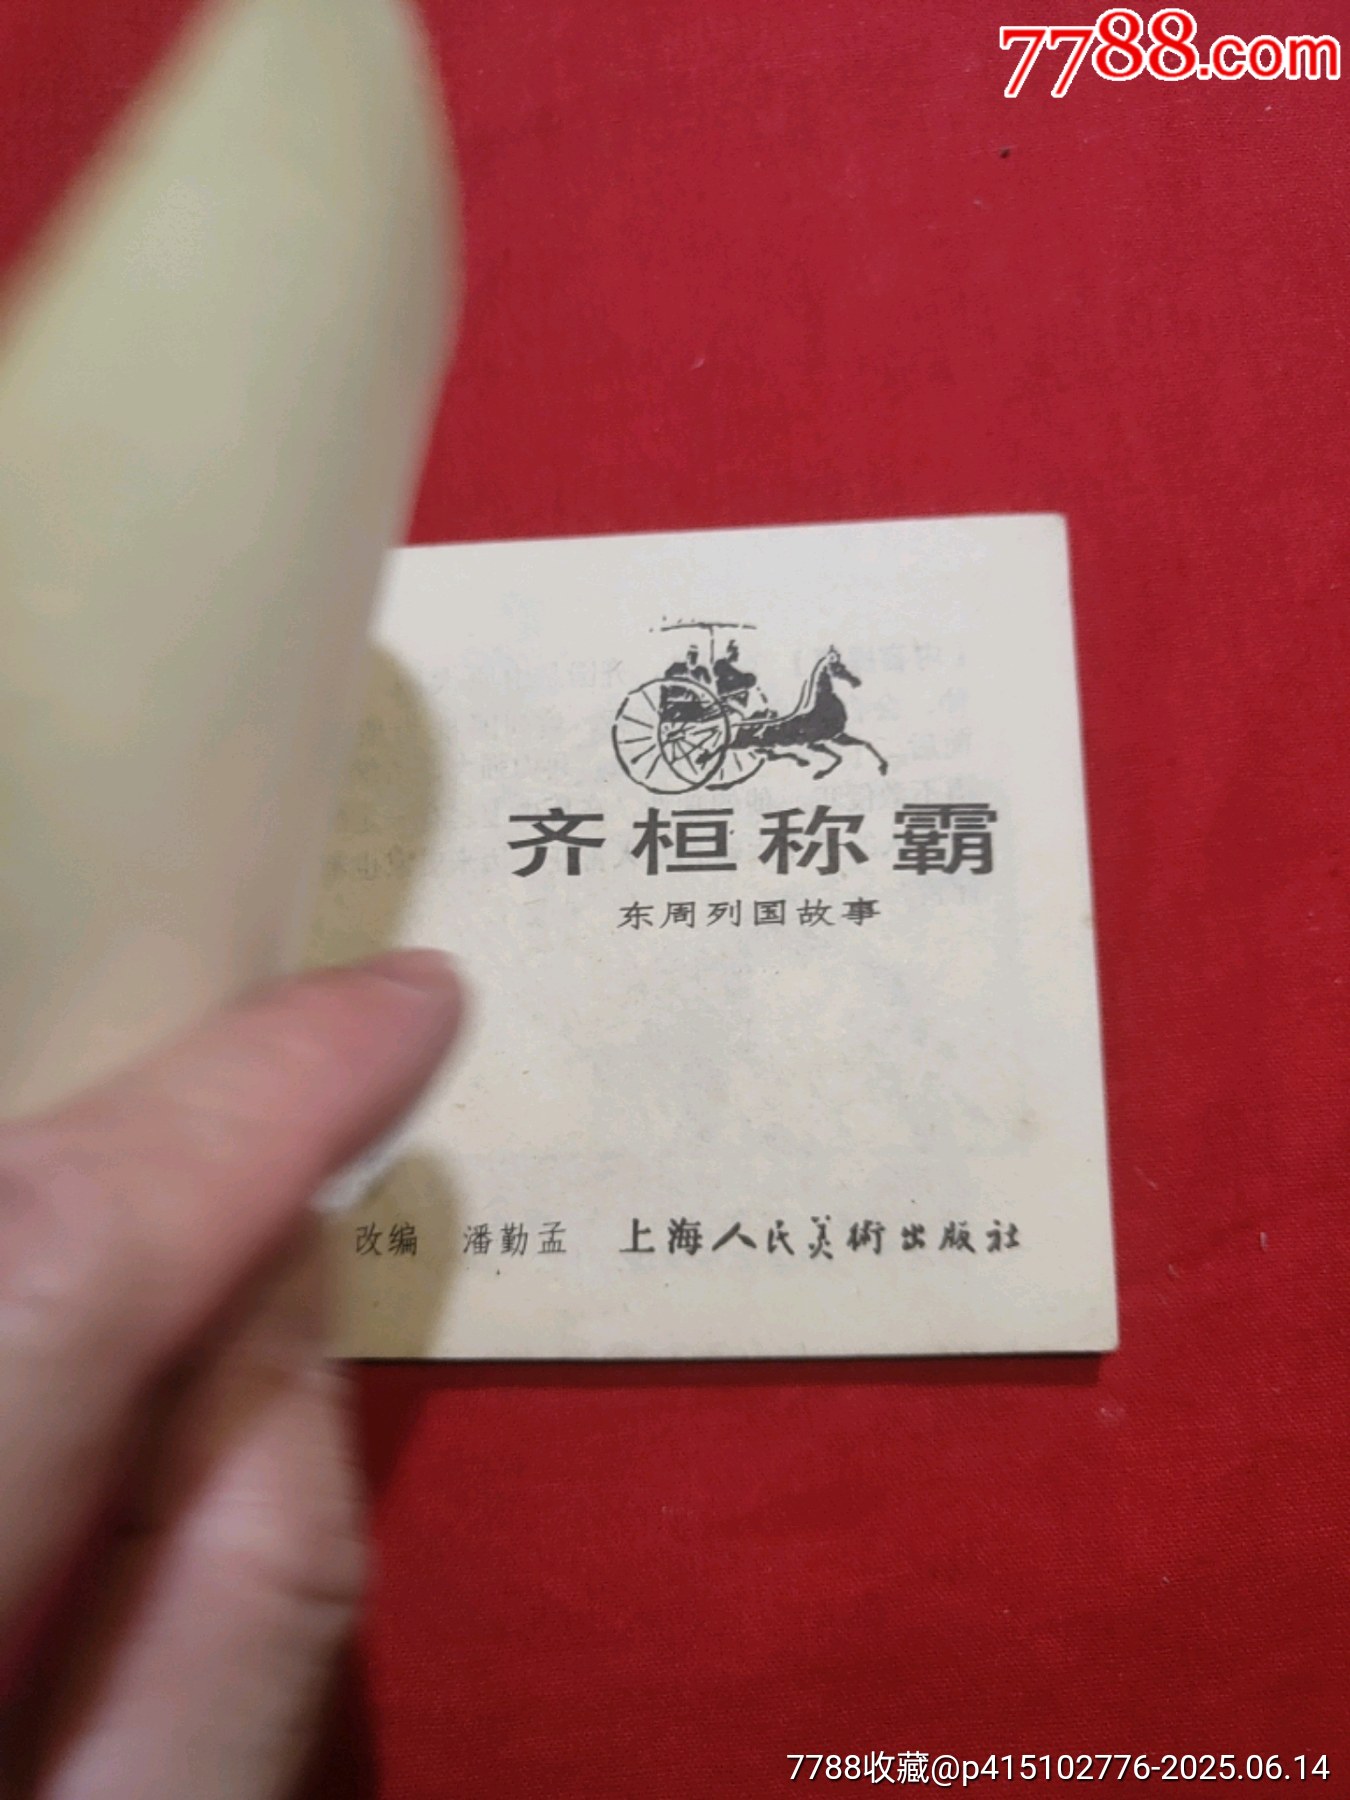 7788.com
齐桓称霸
东周列国故事
改编 潘勤孟 上海人民美術出版社
7788收藏@p415102776-2025.06.14